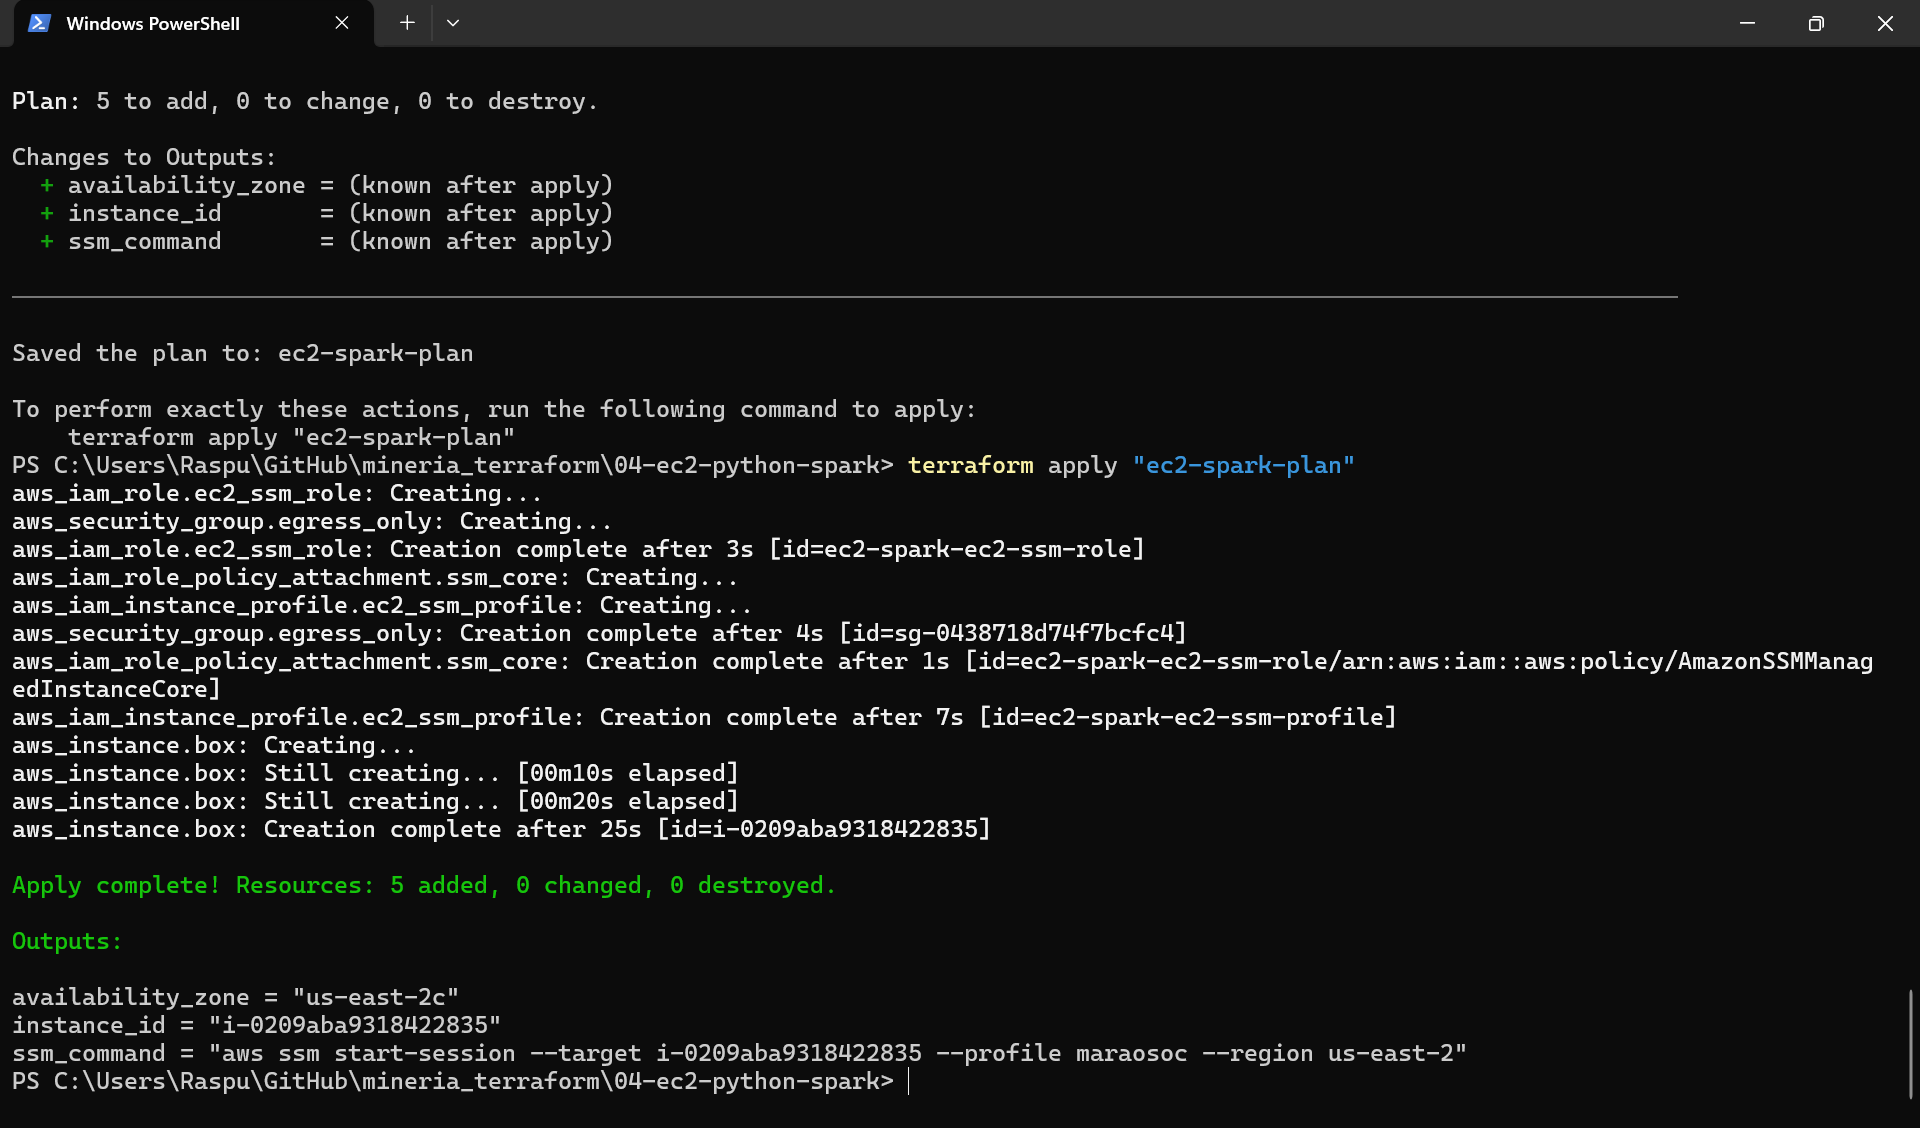 Windows PowerShell
Plan: 5 to add, 0 to change, 0 to destroy.
Changes to Outputs:
  + availability_zone = (known after apply)
  + instance_id       = (known after apply)
  + ssm_command       = (known after apply)
Saved the plan to: ec2-spark-plan
To perform exactly these actions, run the following command to apply:
    terraform apply "ec2-spark-plan"
PS C:\Users\Raspu\GitHub\mineria_terraform\04-ec2-python-spark> terraform apply "ec2-spark-plan"
aws_iam_role.ec2_ssm_role: Creating...
aws_security_group.egress_only: Creating...
aws_iam_role.ec2_ssm_role: Creation complete after 3s [id=ec2-spark-ec2-ssm-role]
aws_iam_role_policy_attachment.ssm_core: Creating...
aws_iam_instance_profile.ec2_ssm_profile: Creating...
aws_security_group.egress_only: Creation complete after 4s [id=sg-0438718d74f7bcfc4]
aws_iam_role_policy_attachment.ssm_core: Creation complete after 1s [id=ec2-spark-ec2-ssm-role/arn:aws:iam::aws:policy/AmazonSSMManag
edInstanceCore]
aws_iam_instance_profile.ec2_ssm_profile: Creation complete after 7s [id=ec2-spark-ec2-ssm-profile]
aws_instance.box: Creating...
aws_instance.box: Still creating... [00m10s elapsed]
aws_instance.box: Still creating... [00m20s elapsed]
aws_instance.box: Creation complete after 25s [id=i-0209aba9318422835]
Apply complete! Resources: 5 added, 0 changed, 0 destroyed.
Outputs:
availability_zone = "us-east-2c"
instance_id = "i-0209aba9318422835"
ssm_command = "aws ssm start-session --target i-0209aba9318422835 --profile maraosoc --region us-east-2"
PS C:\Users\Raspu\GitHub\mineria_terraform\04-ec2-python-spark>